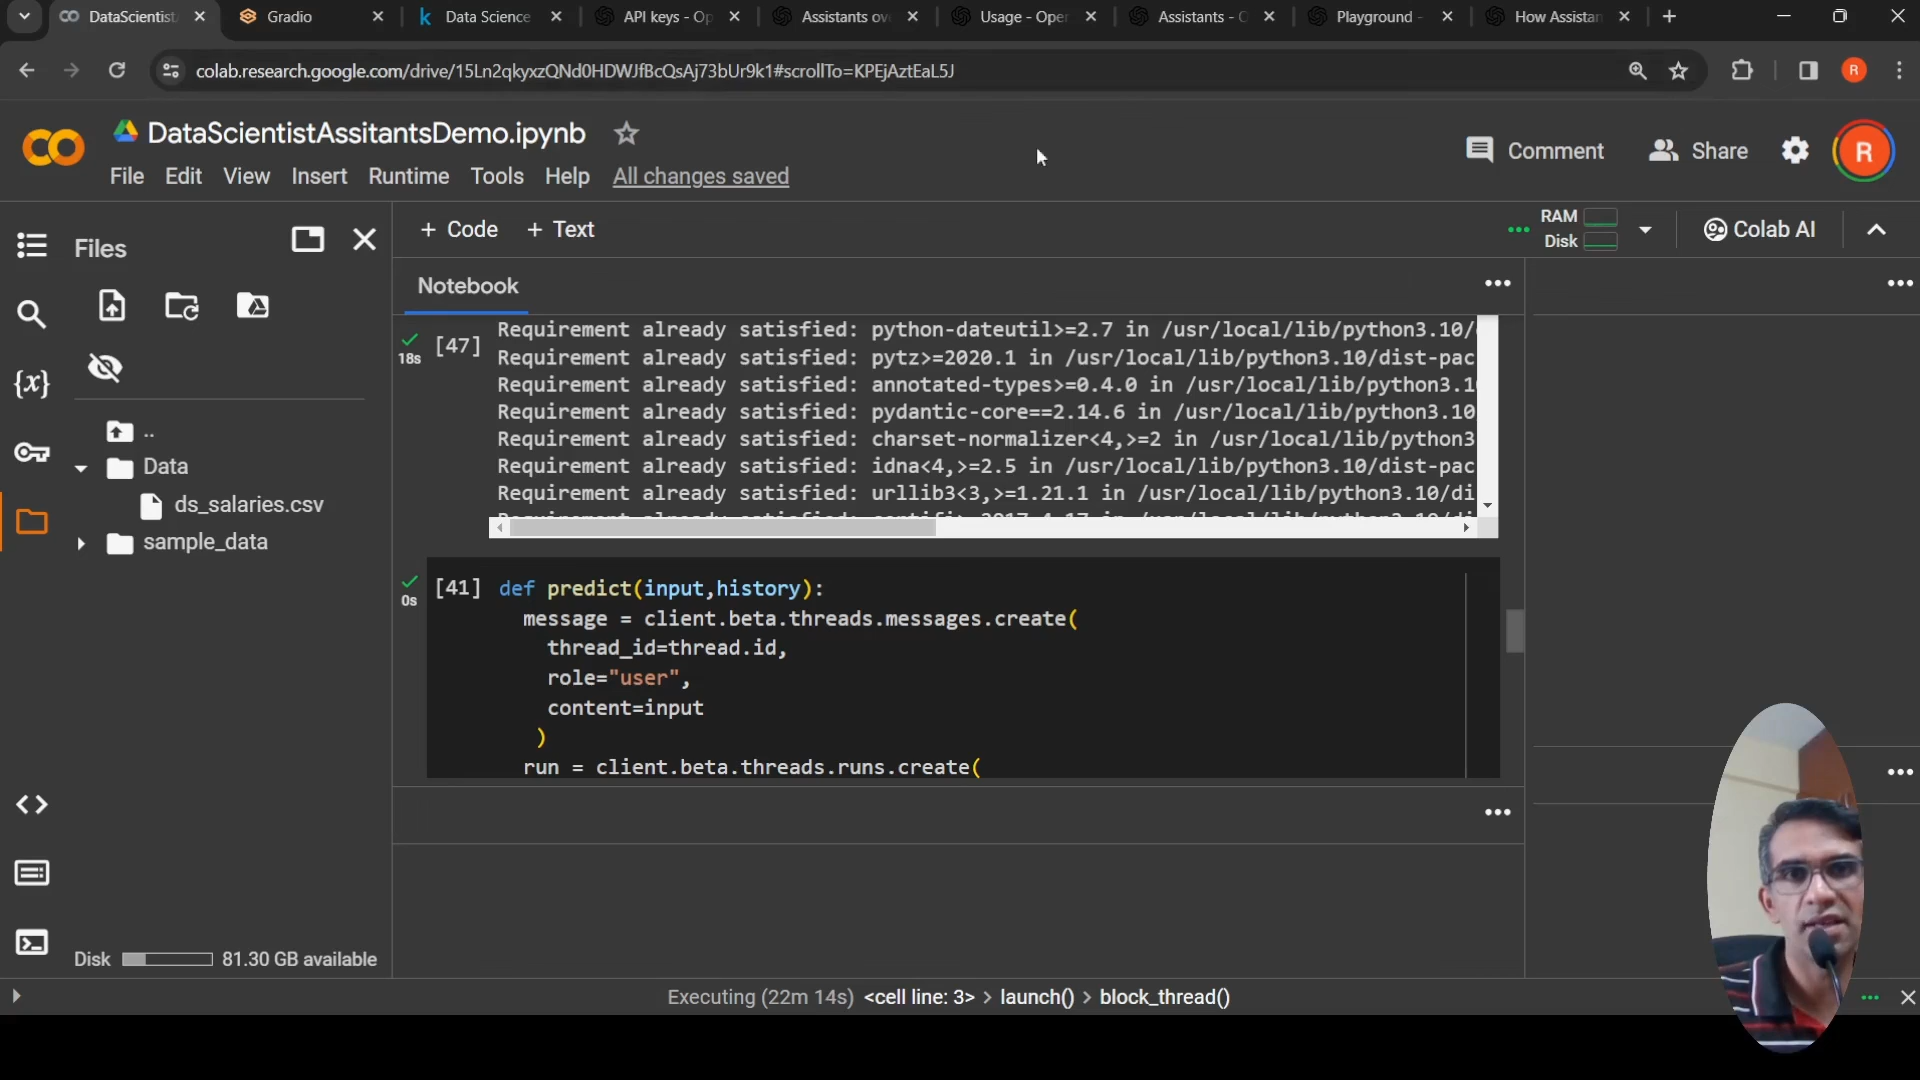 DataScientist
Gradio
Data Science
API keys - Op
Assistants ov
Usage - Oper
Assistants - O
Playground -
How Assistan
colab.research.google.com/drive/15Ln2qkyxzQNd0HDWJfBcQsAj73bUr9k1#scrollTo=KPEjAztEaL5J
R
DataScientistAssitantsDemo.ipynb
File Edit View Insert Runtime Tools Help All changes saved
Comment
Share
R
Files
+ Code + Text
RAM
Disk
Colab AI
Notebook
..
Data
ds_salaries.csv
sample_data
18s
[47]
Requirement already satisfied: python-dateutil>=2.7 in /usr/local/lib/python3.10/
Requirement already satisfied: pytz>=2020.1 in /usr/local/lib/python3.10/dist-pac
Requirement already satisfied: annotated-types>=0.4.0 in /usr/local/lib/python3.1
Requirement already satisfied: pydantic-core==2.14.6 in /usr/local/lib/python3.10
Requirement already satisfied: charset-normalizer<4,>=2 in /usr/local/lib/python3
Requirement already satisfied: idna<4,>=2.5 in /usr/local/lib/python3.10/dist-pac
Requirement already satisfied: urllib3<3,>=1.21.1 in /usr/local/lib/python3.10/di
0s
[41] def predict(input,history):
message = client.beta.threads.messages.create(
thread_id=thread.id,
role="user",
content=input
)
run = client.beta.threads.runs.create(
Disk 81.30 GB available
Executing (22m 14s) <cell line: 3> > launch() > block_thread()